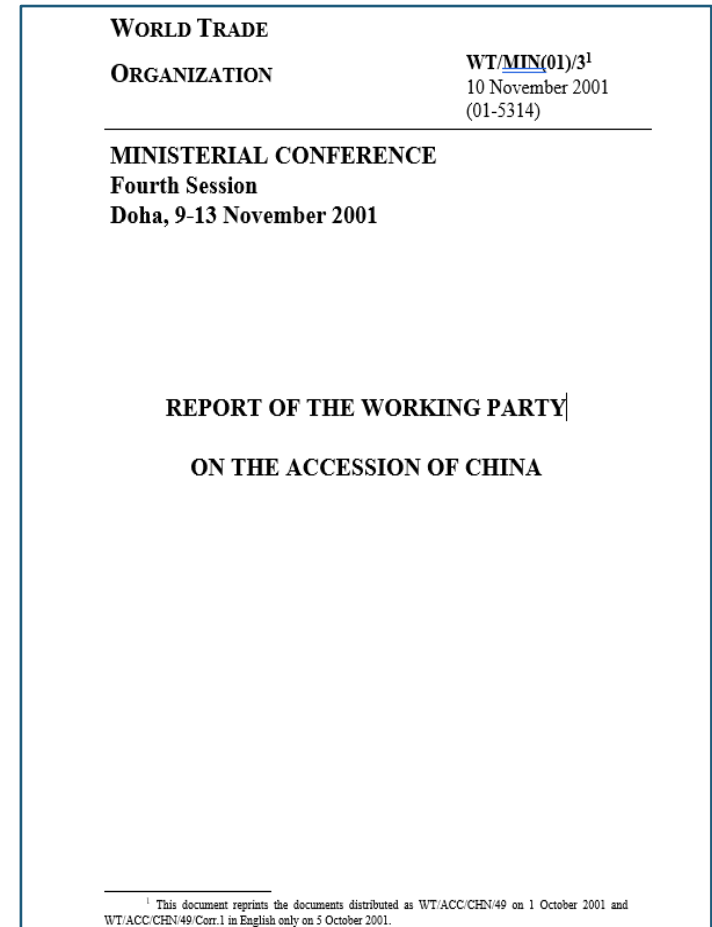 WORLD TRADE
ORGANIZATION
WT/MIN(01)/3¹
10 November 2001
(01-5314)
MINISTERIAL CONFERENCE
Fourth Session
Doha, 9-13 November 2001
REPORT OF THE WORKING PARTY
ON THE ACCESSION OF CHINA
¹ This document reprints the documents distributed as WT/ACC/CHN/49 on 1 October 2001 and
WT/ACC/CHN/49/Corr.1 in English only on 5 October 2001.